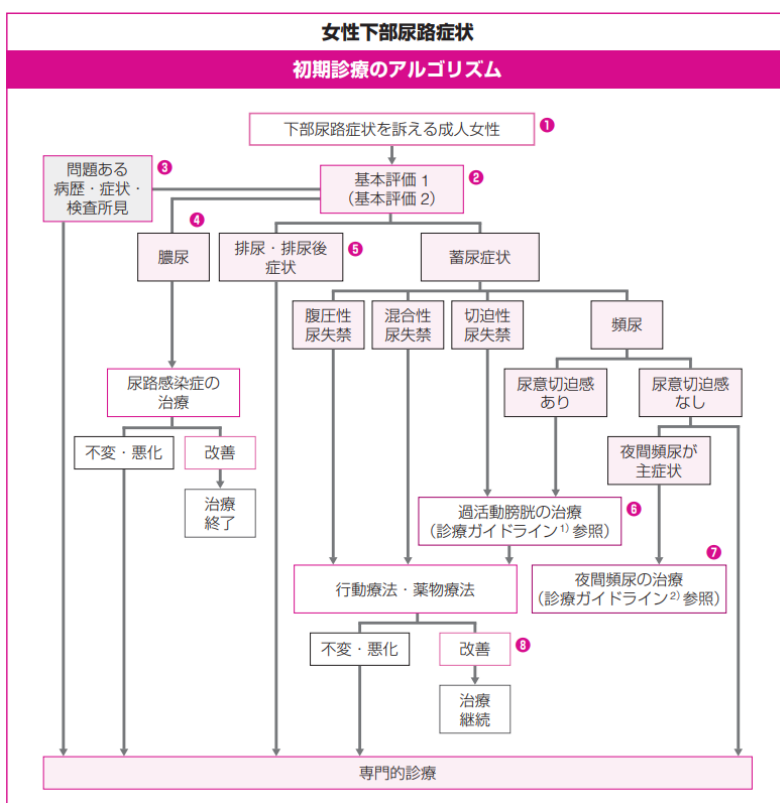 女性下部尿路症状
初期診療のアルゴリズム
下部尿路症状を訴える成人女性
❶
問題ある
病歴・症状・
検査所見
❸
基本評価 1
(基本評価 2)
❷
膿尿
❹
排尿・排尿後
症状
❺
蓄尿症状
腹圧性
尿失禁
混合性
尿失禁
切迫性
尿失禁
頻尿
尿路感染症の
治療
尿意切迫感
あり
尿意切迫感
なし
不変・悪化
改善
夜間頻尿が
主症状
治療
終了
過活動膀胱の治療
(診療ガイドライン1)参照)
❻
行動療法・薬物療法
夜間頻尿の治療
(診療ガイドライン2)参照)
❼
不変・悪化
改善
❽
治療
継続
専門的診療